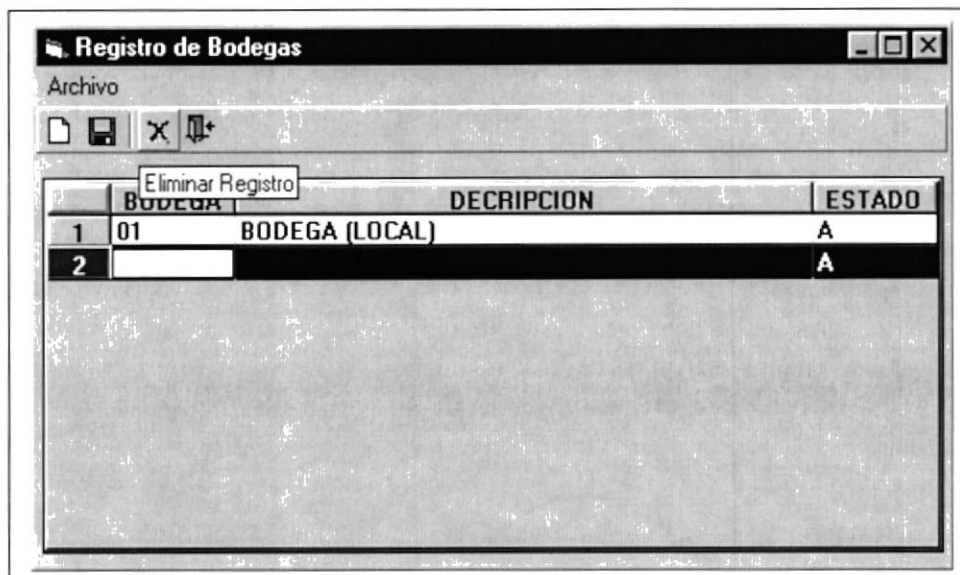 Registro de Bodegas
Archivo
Eliminar Registro
BODEGA DECRIPCION ESTADO
1 01 BODEGA (LOCAL) A
2 A